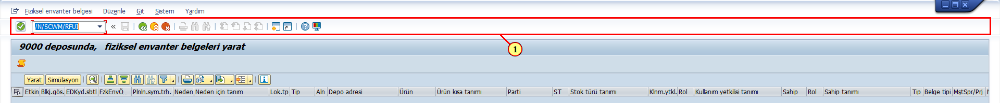 Fiziksel envanter belgesi Düzenle Git Sistem Yardım
/N/SCWM/RFUI
1
9000 deposunda, fiziksel envanter belgeleri yarat
Yarat Simülasyon
Etkin Blkj.gös. EDKyd.sbtl FzkEnvÖ... Plnln.sym.trh. Neden Neden için tanım Lok.tp Tip Aln Depo adresi Ürün Ürün kısa tanımı Parti ST Stok türü tanımı Klnm.ytkl. Rol Kullanım yetkilisi tanımı Sahip Rol Sahip tanımı Tip Belge tipi MştSpr/Prj